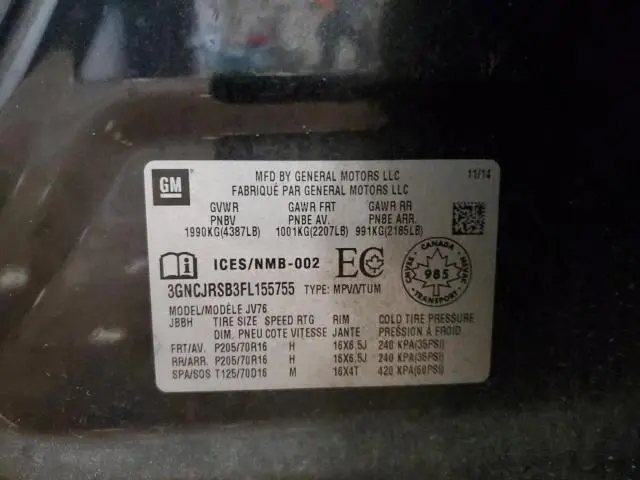 GM
MFD BY GENERAL MOTORS LLC 11/14
FABRIQUÉ PAR GENERAL MOTORS LLC
GVWR GAWR FRT GAWR RR
PNBV PNBE AV. PNBE ARR.
1990KG(4387LB) 1001KG(2207LB) 991KG(2185LB)
i ICES/NMB-002 EC
CANADA
CMVSS 985 NSVAC
TRANSPORT
3GNCJRSB3FL155755 TYPE: MPV/VTUM
MODEL/MODÈLE JV76
JBBH TIRE SIZE SPEED RTG RIM COLD TIRE PRESSURE
DIM. PNEU COTE VITESSE JANTE PRESSION À FROID
FRT/AV. P205/70R16 H 16X6.5J 240 KPA(35PSI)
RR/ARR. P205/70R16 H 16X6.5J 240 KPA(35PSI)
SPA/SOS T125/70D16 M 16X4T 420 KPA(60PSI)